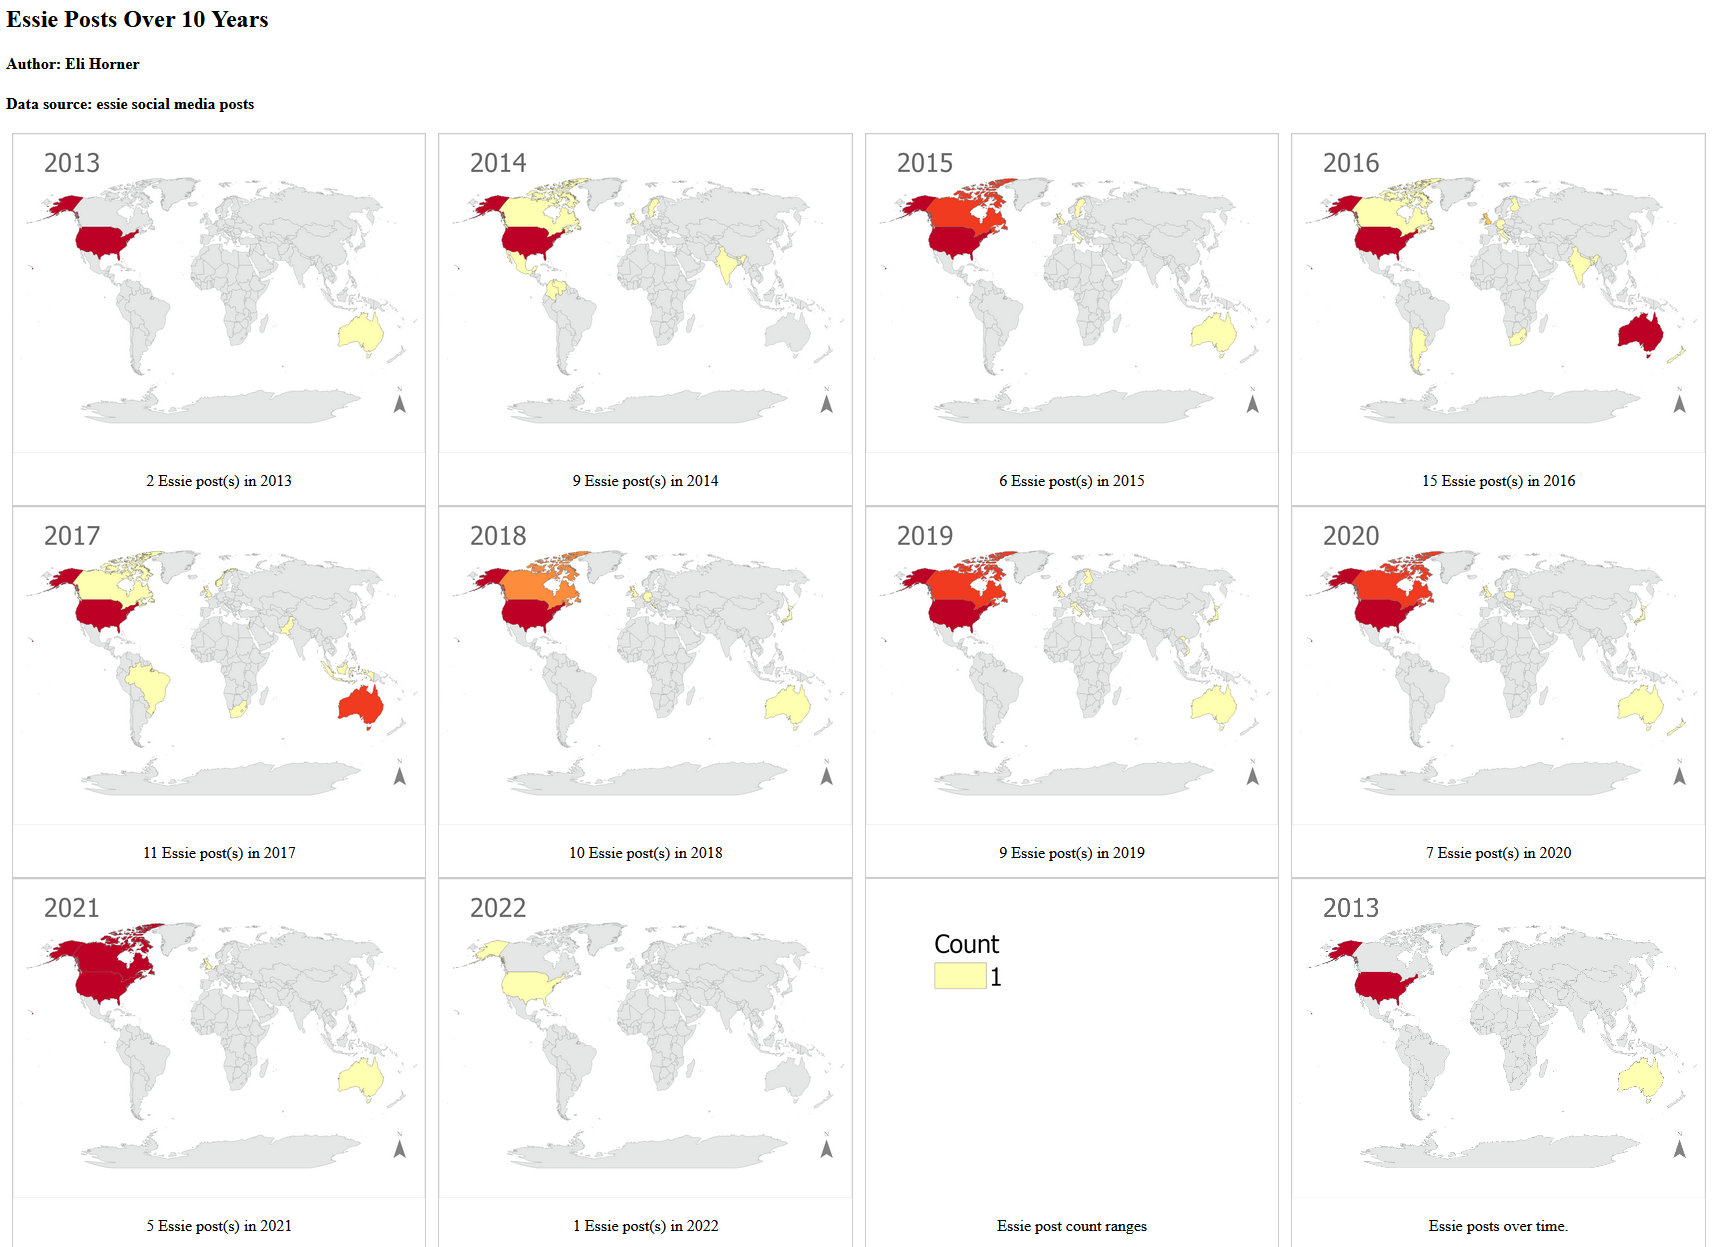 Essie Posts Over 10 Years
Author: Eli Horner
Data source: essie social media posts
2013
N
2 Essie post(s) in 2013
2014
N
9 Essie post(s) in 2014
2015
N
6 Essie post(s) in 2015
2016
N
15 Essie post(s) in 2016
2017
N
11 Essie post(s) in 2017
2018
N
10 Essie post(s) in 2018
2019
N
9 Essie post(s) in 2019
2020
N
7 Essie post(s) in 2020
2021
N
5 Essie post(s) in 2021
2022
N
1 Essie post(s) in 2022
Count
1
Essie post count ranges
2013
N
Essie posts over time.